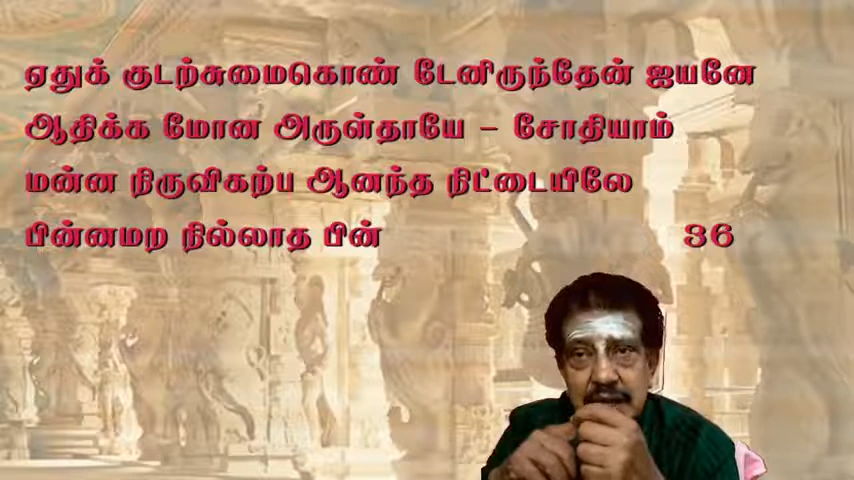 ஏதுக் குடற்சுமைகொண் டேனிருந்தேன் ஐயனே
ஆதிக்க மோன அருள்தாயே - சோதியாம்
மன்ன நிருவிகற்ப ஆனந்த நிட்டையிலே
பின்னமற நில்லாத பின் 36